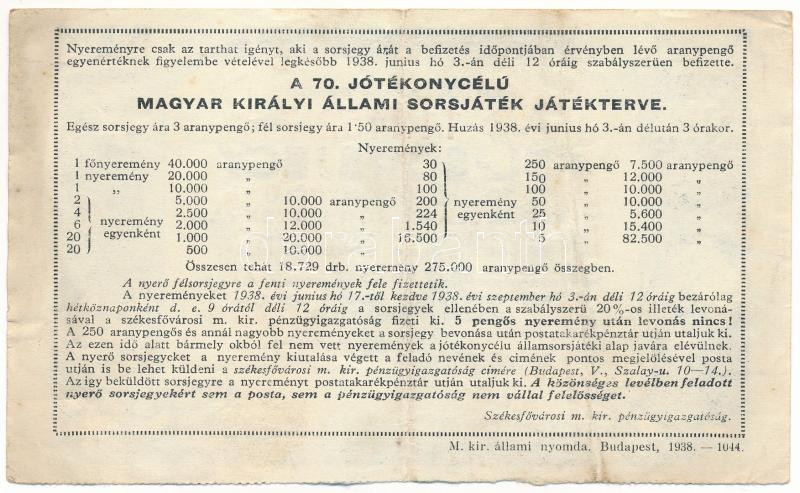 Nyereményre csak az tarthat igényt, aki a sorsjegy árát a befizetés időpontjában érvényben lévő aranypengő
egyenértéknek figyelembe vételével legkésőbb 1938. junius hó 3.-án déli 12 óráig szabályszerüen befizette.
A 70. JÓTÉKONYCÉLŰ
MAGYAR KIRÁLYI ÁLLAMI SORSJÁTÉK JÁTÉKTERVE.
Egész sorsjegy ára 3 aranypengő; fél sorsjegy ára 1·50 aranypengő. Huzás 1938. évi junius hó 3.-án délután 3 órakor.
Nyeremények:
1 főnyeremény 40.000 aranypengő 30 250 aranypengő 7.500 aranypengő
1 nyeremény 20.000 „ 80 150 „ 12.000 „
1 „ 10.000 „ 100 100 „ 10.000 „
2 5.000 „ 10.000 aranypengő 200 nyeremény 50 „ 10.000 „
4 2.500 „ 10.000 „ 224 egyenként 25 „ 5.600 „
6 nyeremény 2.000 „ 12.000 „ 1.540 10 „ 15.400 „
20 egyenként 1.000 „ 20.000 „ 16.500 5 „ 82.500 „
20 500 „ 10.000 „
Összesen tehát 18.729 drb. nyeremény 275.000 aranypengő összegben.
A nyerő félsorsjegyre a fenti nyeremények fele fizettetik.
A nyereményeket 1938. évi junius hó 17.-től kezdve 1938. évi szeptember hó 3.-án déli 12 óráig bezárólag
hétköznaponként d. e. 9 órától déli 12 óráig a sorsjegyek ellenében a szabályszerü 20%-os illeték levoná-
sával a székesfővárosi m. kir. pénzügyigazgatóság fizeti ki. 5 pengős nyeremény után levonás nincs!
A 250 aranypengős és annál nagyobb nyereményeket a sorsjegy bevonása után postatakarékpénztár utján utaljuk ki.
Az ezen idő alatt bármely okból fel nem vett nyeremények a jótékonycélu államsorsjátéki alap javára elévülnek.
A nyerő sorsjegyeket a nyeremény kiutalása végett a feladó nevének és cimének pontos megjelölésével posta
utján is be lehet küldeni a székesfővárosi m. kir. pénzügyigazgatóság cimére (Budapest, V., Szalay-u. 10—14.).
Az igy beküldött sorsjegyre a nyereményt postatakarékpénztár utján utaljuk ki. A közönséges levélben feladott
nyerő sorsjegyekért sem a posta, sem a pénzügyigazgatóság nem vállal felelősséget.
Székesfővárosi m. kir. pénzügyigazgatóság.
M. kir. állami nyomda. Budapest, 1938. — 1044.
darabanth